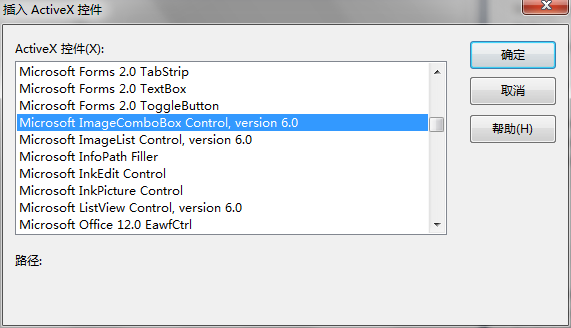 插入 ActiveX 控件
ActiveX 控件(X):
Microsoft Forms 2.0 TabStrip
Microsoft Forms 2.0 TextBox
Microsoft Forms 2.0 ToggleButton
Microsoft ImageComboBox Control, version 6.0
Microsoft ImageList Control, version 6.0
Microsoft InfoPath Filler
Microsoft InkEdit Control
Microsoft InkPicture Control
Microsoft ListView Control, version 6.0
Microsoft Office 12.0 EawfCtrl
确定
取消
帮助(H)
路径: